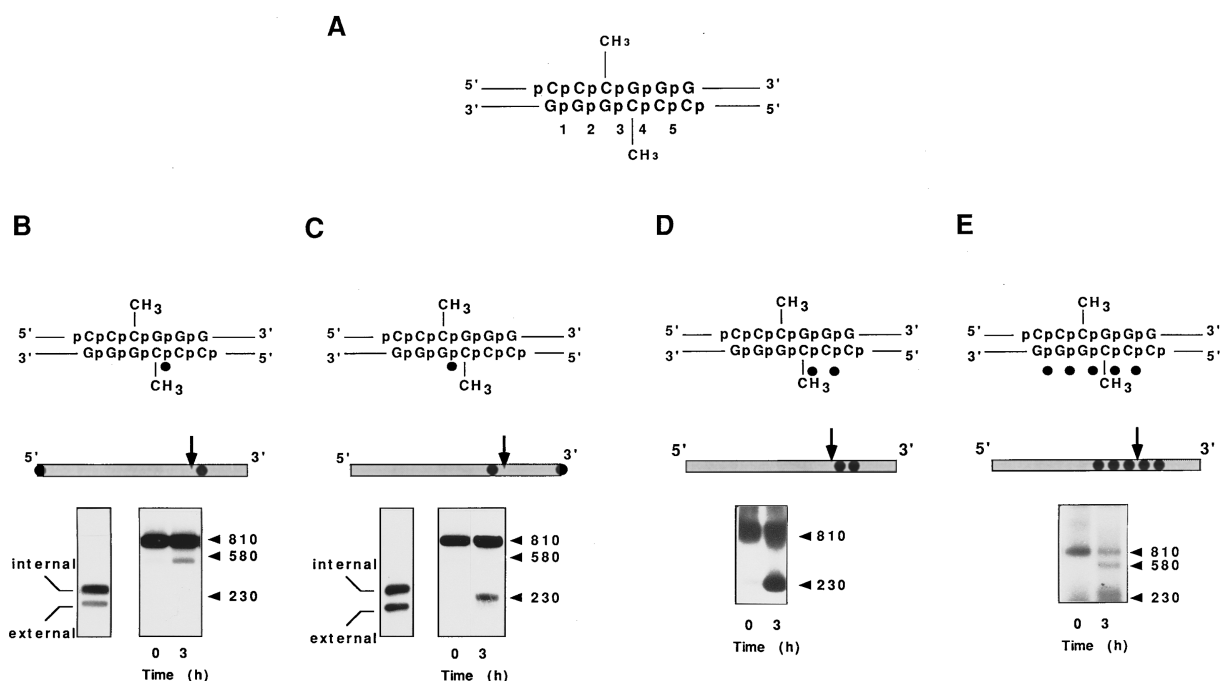 A
CH3
5' pCpCpCpGpGpG 3'
3' GpGpGpCpCpCp 5'
1 2 3 4 5
CH3
B
CH3
5' pCpCpCpGpGpG 3'
3' GpGpGpCpCpCp 5'
CH3
5' 3'
810
580
internal
230
external
0 3
Time (h)
C
CH3
5' pCpCpCpGpGpG 3'
3' GpGpGpCpCpCp 5'
CH3
5' 3'
810
580
internal
230
external
0 3
Time (h)
D
CH3
5' pCpCpCpGpGpG 3'
3' GpGpGpCpCpCp 5'
CH3
5' 3'
810
230
0 3
Time (h)
E
CH3
5' pCpCpCpGpGpG 3'
3' GpGpGpCpCpCp 5'
CH3
5' 3'
810
580
230
0 3
Time (h)